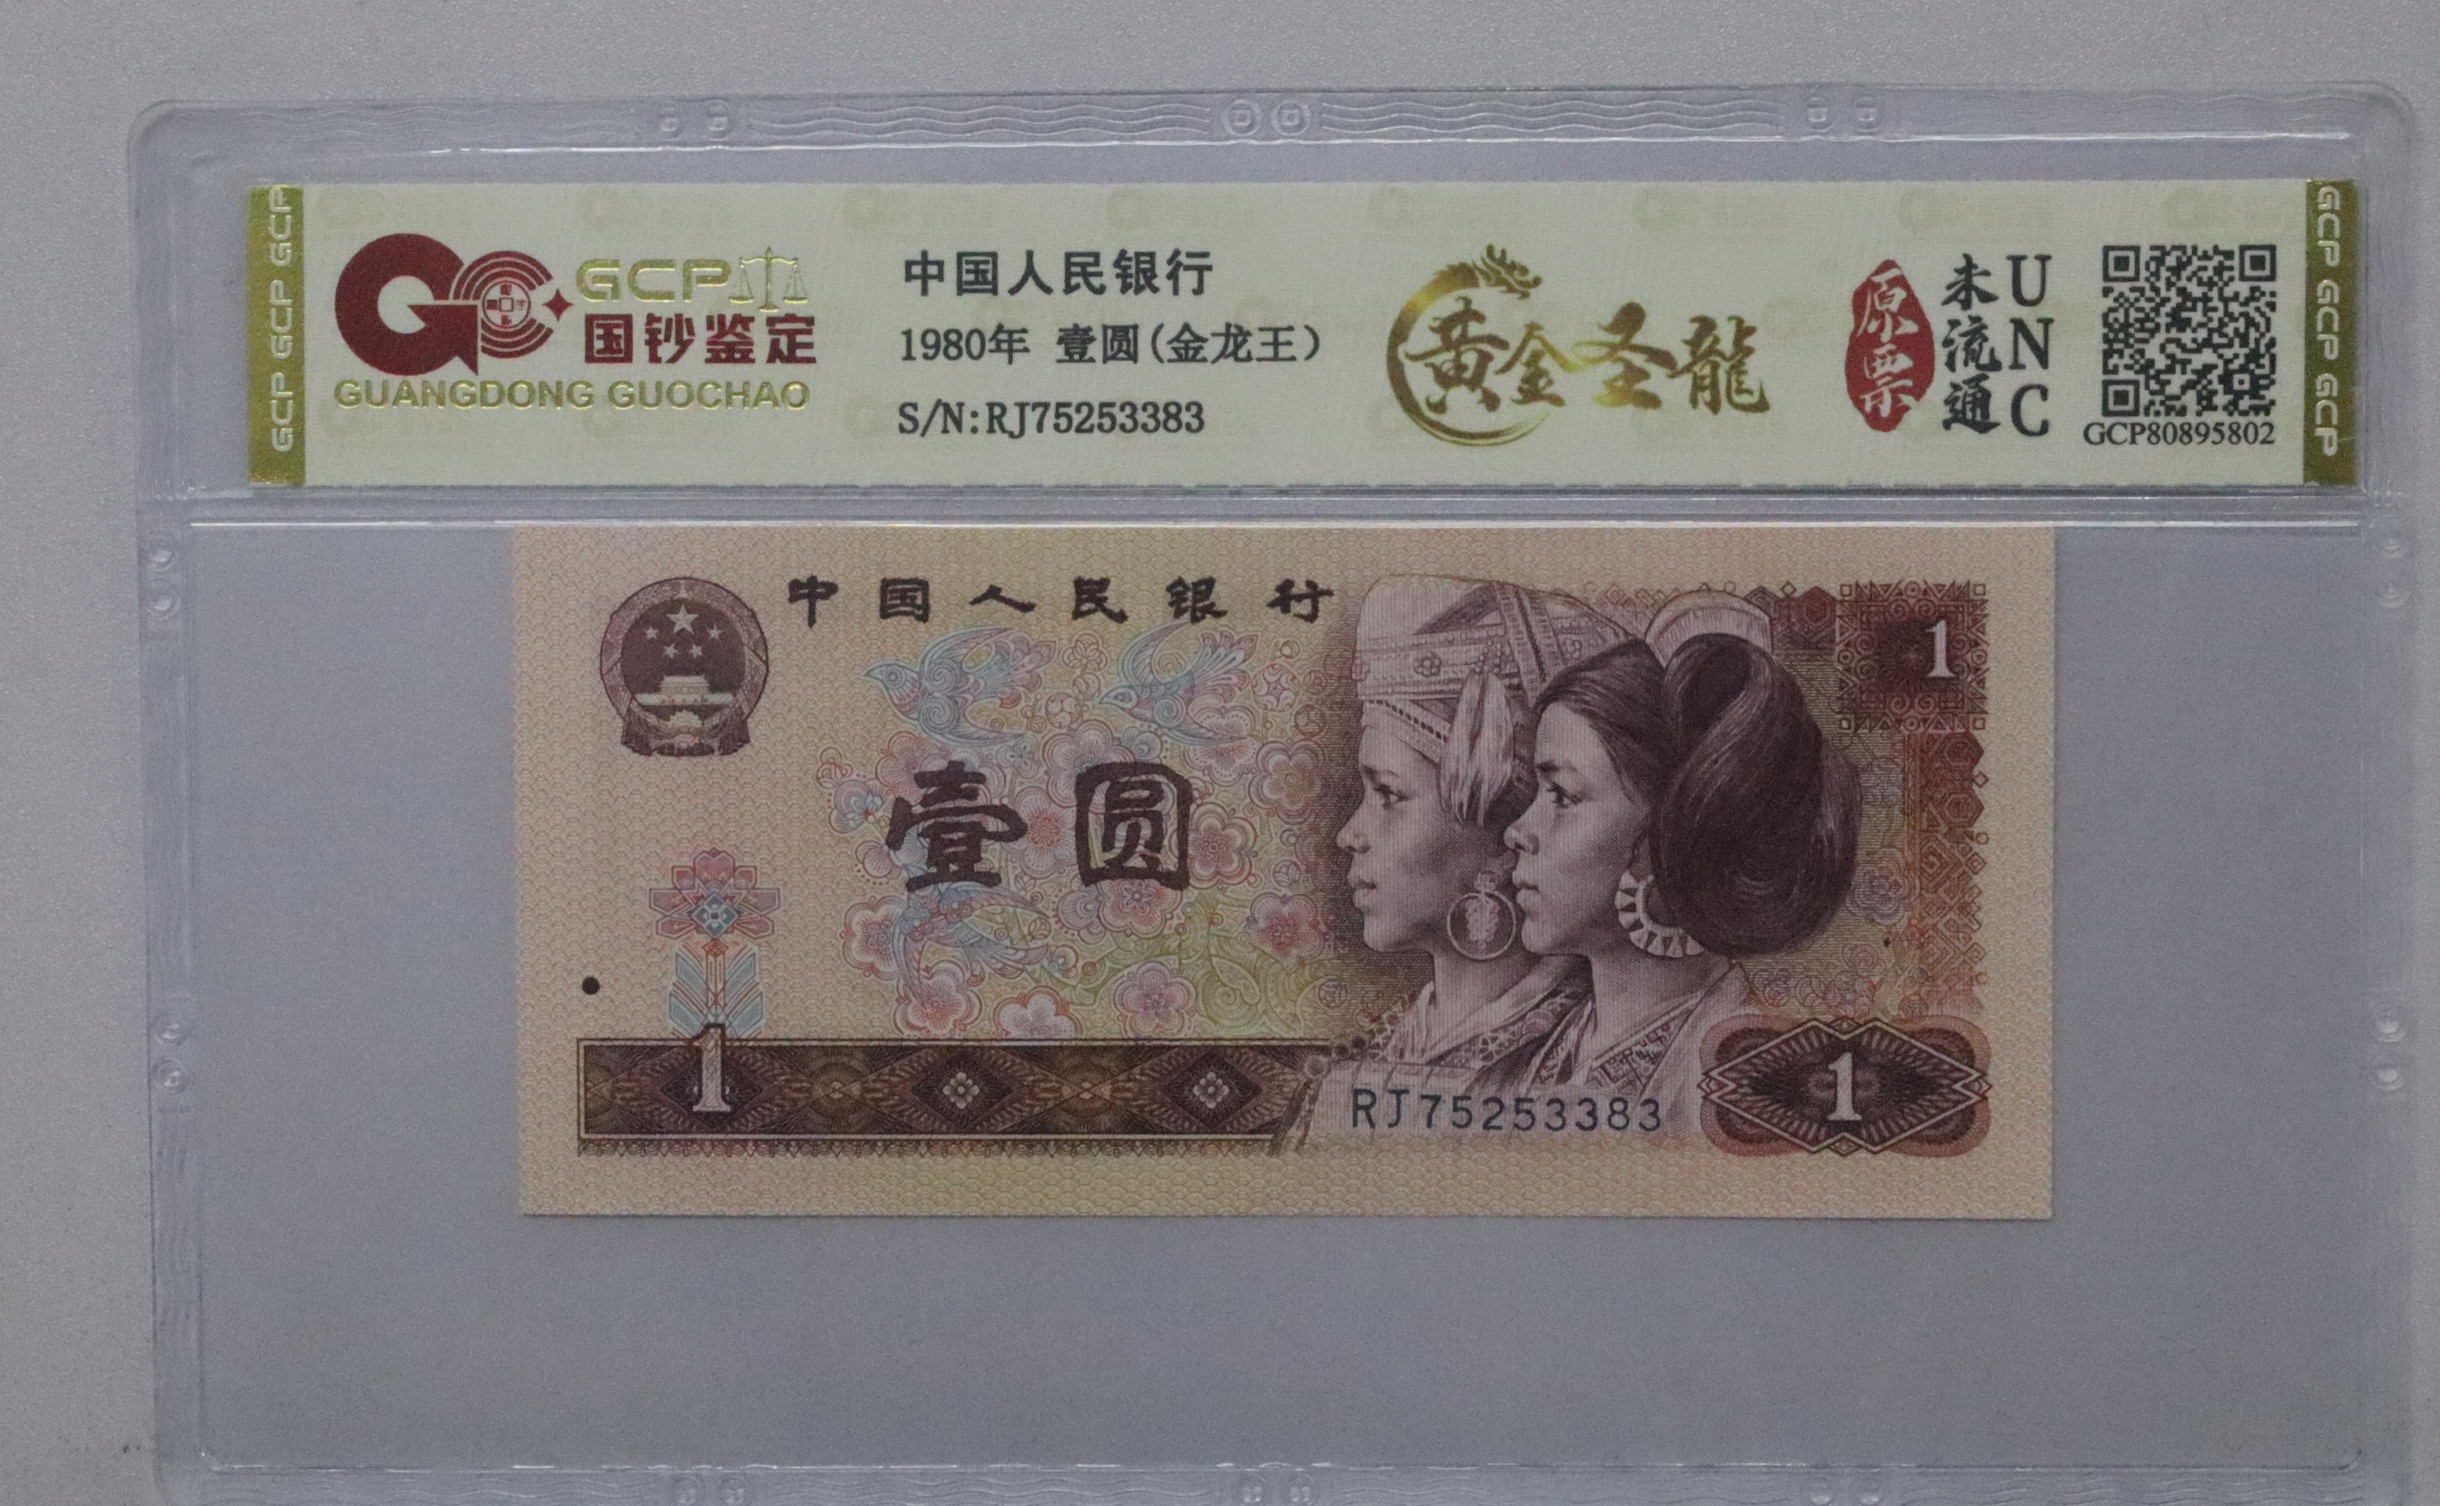 GCP GCP GCP
GCP
国钞鉴定
GUANGDONG GUOCHAO
中国人民银行
1980年 壹圆(金龙王)
S/N:RJ75253383
黄金圣龍
原票
未流通
UNC
GCP80895802
GCP GCP GCP
中国人民银行
1
壹圆
1
RJ75253383
1